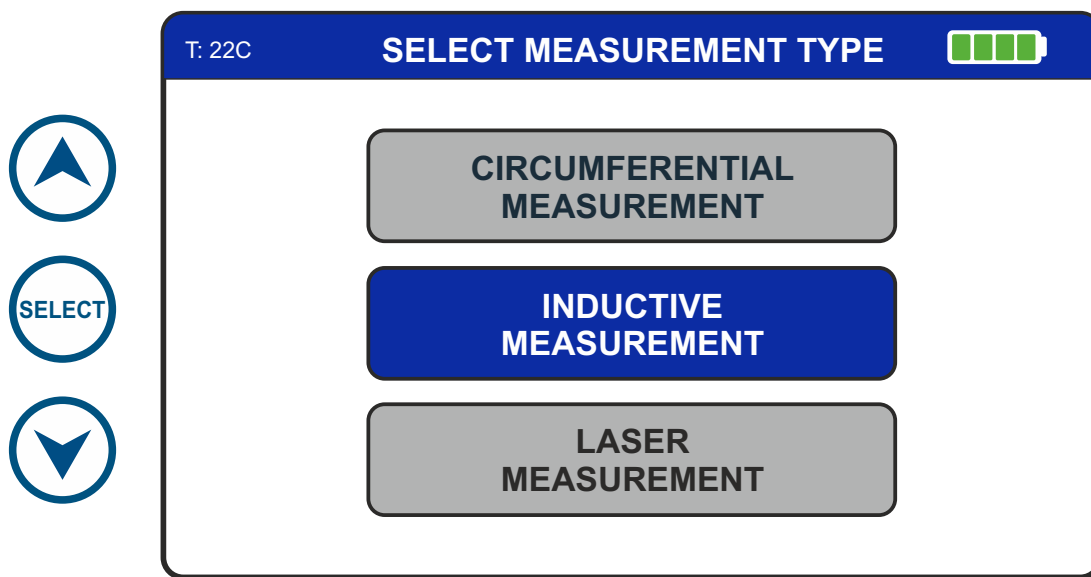 T: 22C
SELECT MEASUREMENT TYPE
CIRCUMFERENTIAL
MEASUREMENT
SELECT
INDUCTIVE
MEASUREMENT
LASER
MEASUREMENT